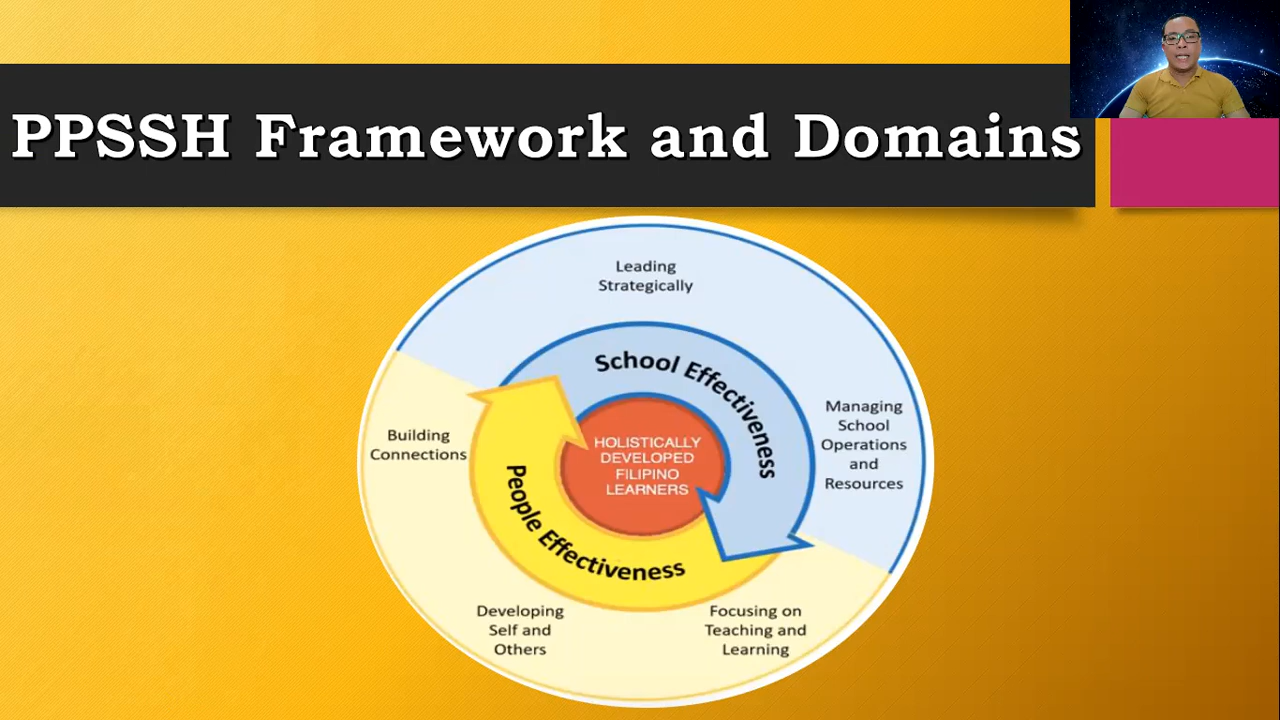 PPSSH Framework and Domains
Leading
Strategically
School Effectiveness
Managing
School
Operations
and
Resources
Building
Connections
HOLISTICALLY
DEVELOPED
FILIPINO
LEARNERS
People Effectiveness
Developing
Self and
Others
Focusing on
Teaching and
Learning